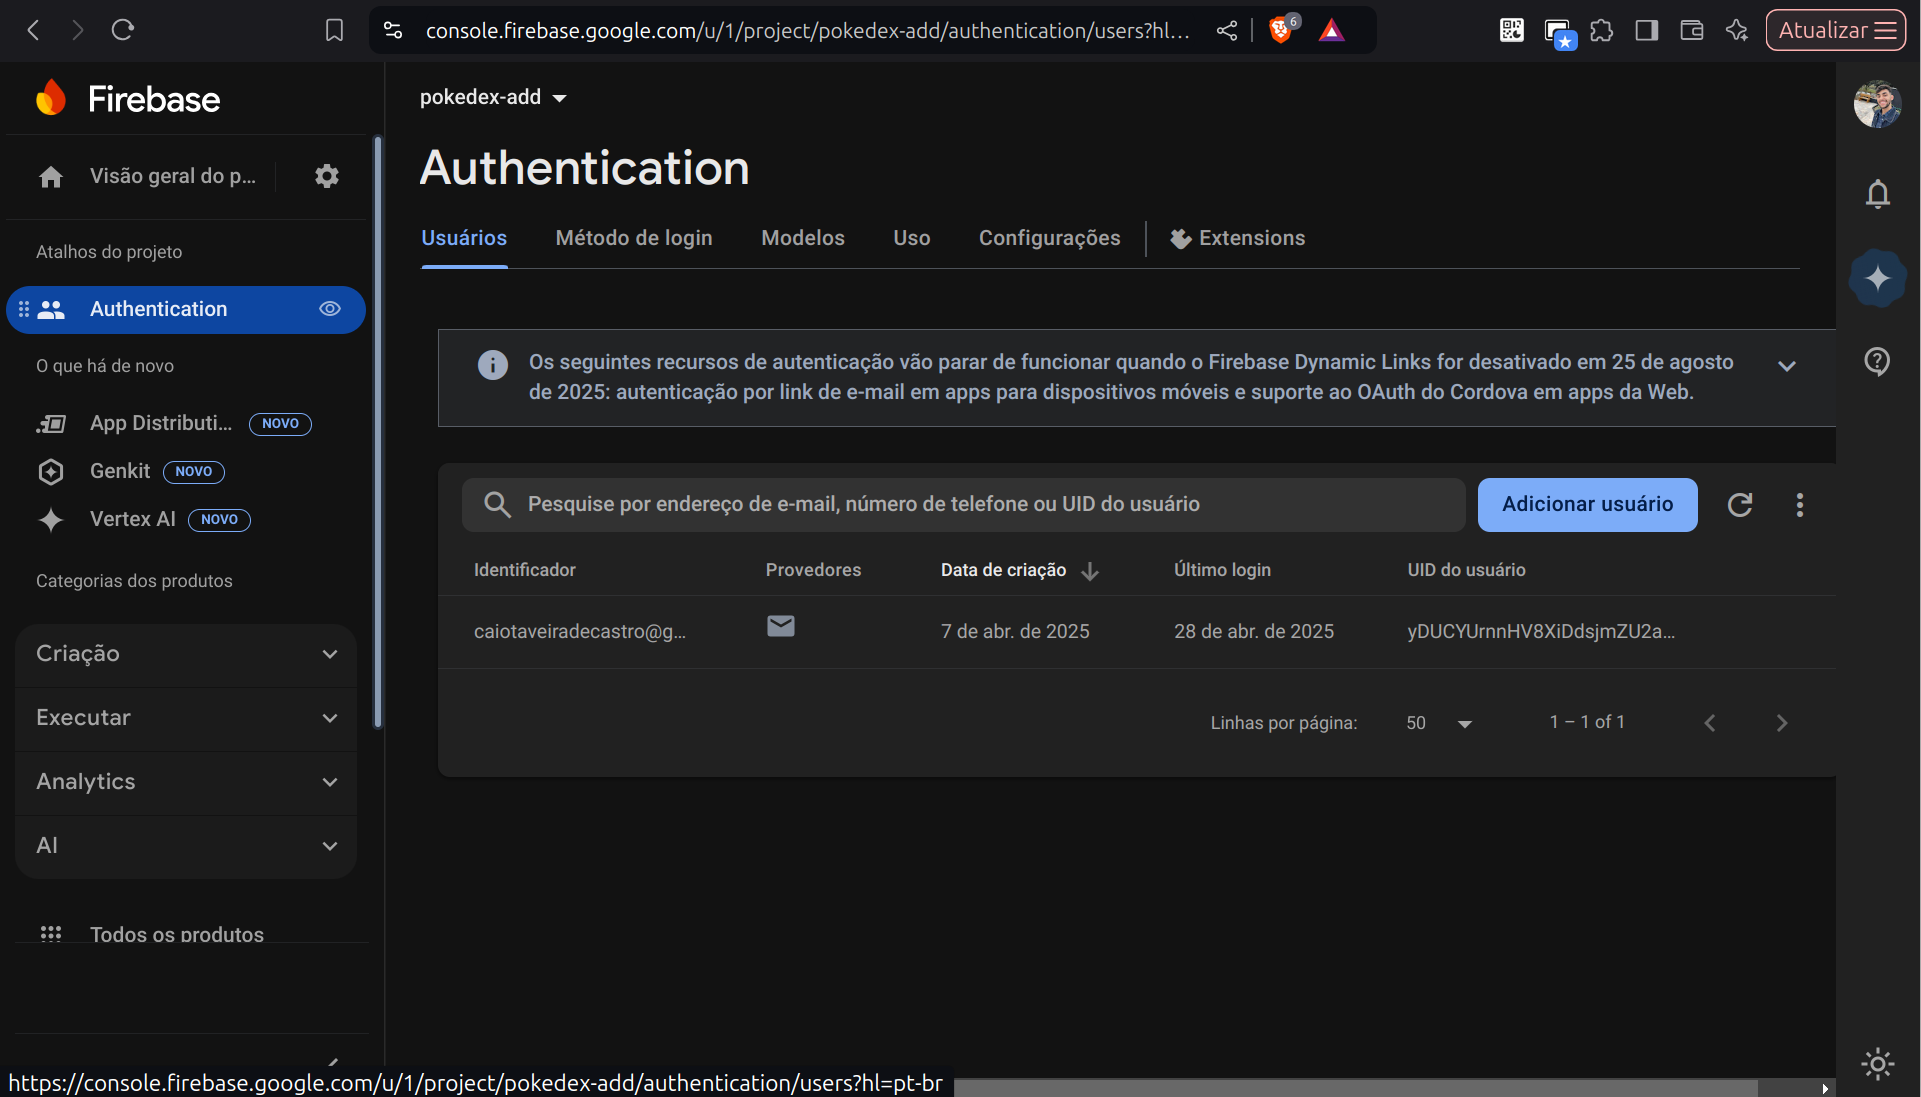 console.firebase.google.com/u/1/project/pokedex-add/authentication/users?hl...
6
Atualizar
Firebase
Visão geral do p...
Atalhos do projeto
Authentication
O que há de novo
App Distributi... NOVO
Genkit NOVO
Vertex AI NOVO
Categorias dos produtos
Criação
Executar
Analytics
AI
Todos os produtos
pokedex-add
Authentication
Usuários Método de login Modelos Uso Configurações Extensions
Os seguintes recursos de autenticação vão parar de funcionar quando o Firebase Dynamic Links for desativado em 25 de agosto
de 2025: autenticação por link de e-mail em apps para dispositivos móveis e suporte ao OAuth do Cordova em apps da Web.
Pesquise por endereço de e-mail, número de telefone ou UID do usuário
Adicionar usuário
Identificador Provedores Data de criação Último login UID do usuário
caiotaveiradecastro@g... 7 de abr. de 2025 28 de abr. de 2025 yDUCYUrnnHV8XiDdsjmZU2a...
Linhas por página: 50 1 – 1 of 1
https://console.firebase.google.com/u/1/project/pokedex-add/authentication/users?hl=pt-br